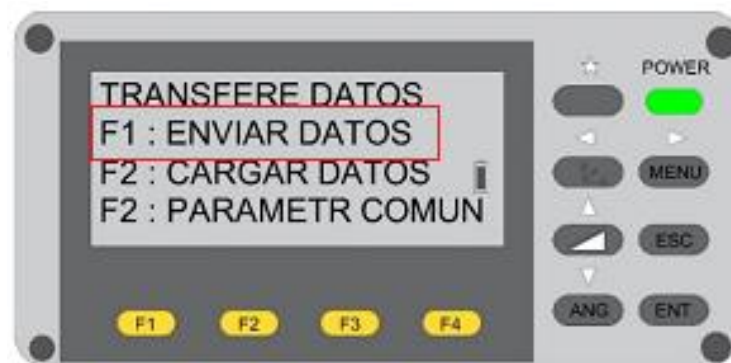 POWER
TRANSFERE DATOS
F1 : ENVIAR DATOS
F2 : CARGAR DATOS
F2 : PARAMETR COMUN
MENU
ESC
ANG
ENT
F1
F2
F3
F4